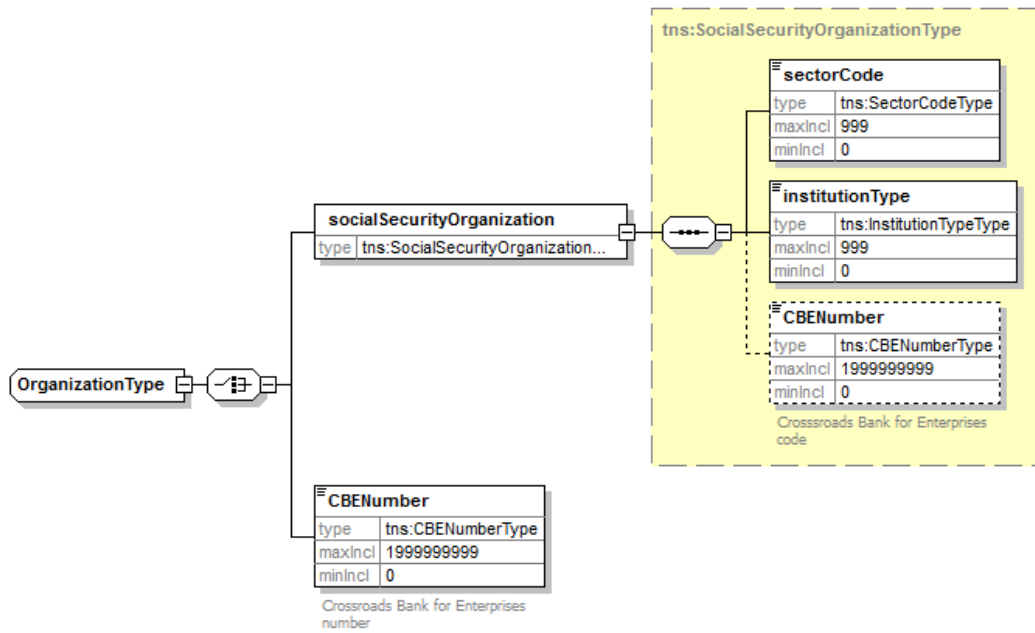 tns:SocialSecurityOrganizationType
sectorCode
type tns:SectorCodeType
maxIncl 999
minIncl 0
institutionType
type tns:InstitutionTypeType
maxIncl 999
minIncl 0
socialSecurityOrganization
type tns:SocialSecurityOrganization...
CBENumber
type tns:CBENumberType
maxIncl 1999999999
minIncl 0
Crosssroads Bank for Enterprises
code
OrganizationType
CBENumber
type tns:CBENumberType
maxIncl 1999999999
minIncl 0
Crossroads Bank for Enterprises
number